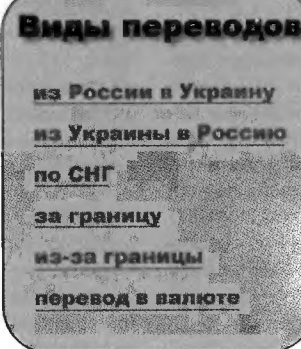 Виды переводов
из России в Украину
из Украины в Россию
по СНГ
за границу
из-за границы
перевод в валюте